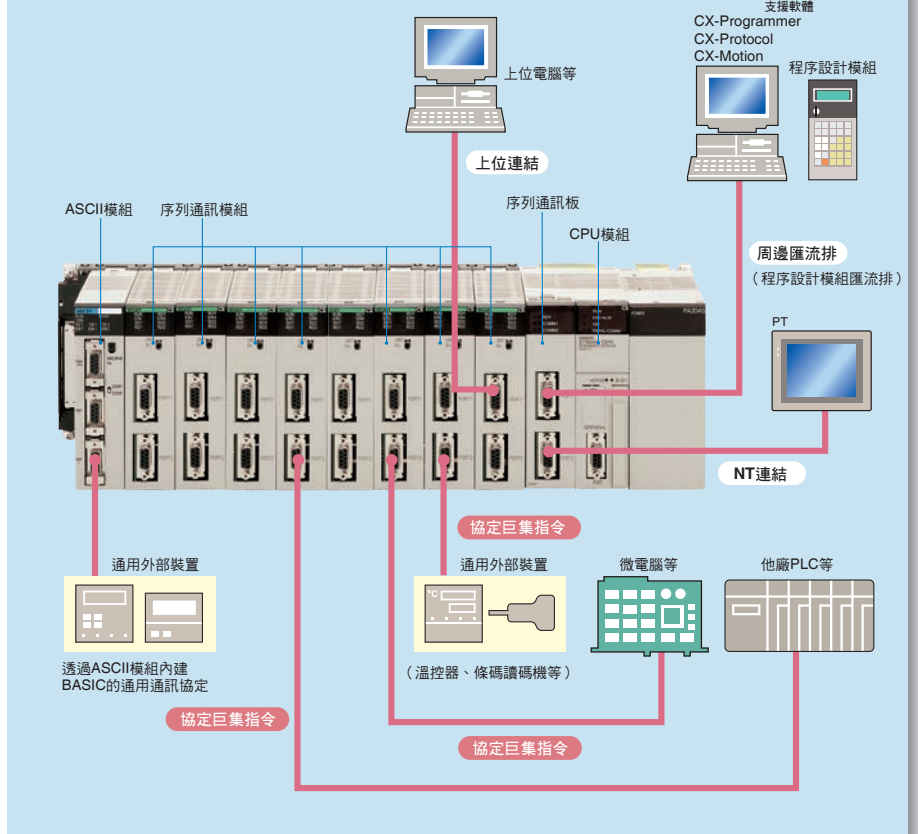 支援軟體
CX-Programmer
CX-Protocol
CX-Motion
程序設計模組
上位電腦等
上位連結
ASCII模組
序列通訊模組
序列通訊板
CPU模組
周邊匯流排
（程序設計模組匯流排）
PT
NT連結
協定巨集指令
通用外部裝置
通用外部裝置
微電腦等
他廠PLC等
°C
透過ASCII模組內建
BASIC的通用通訊協定
（溫控器、條碼讀碼機等）
協定巨集指令
協定巨集指令